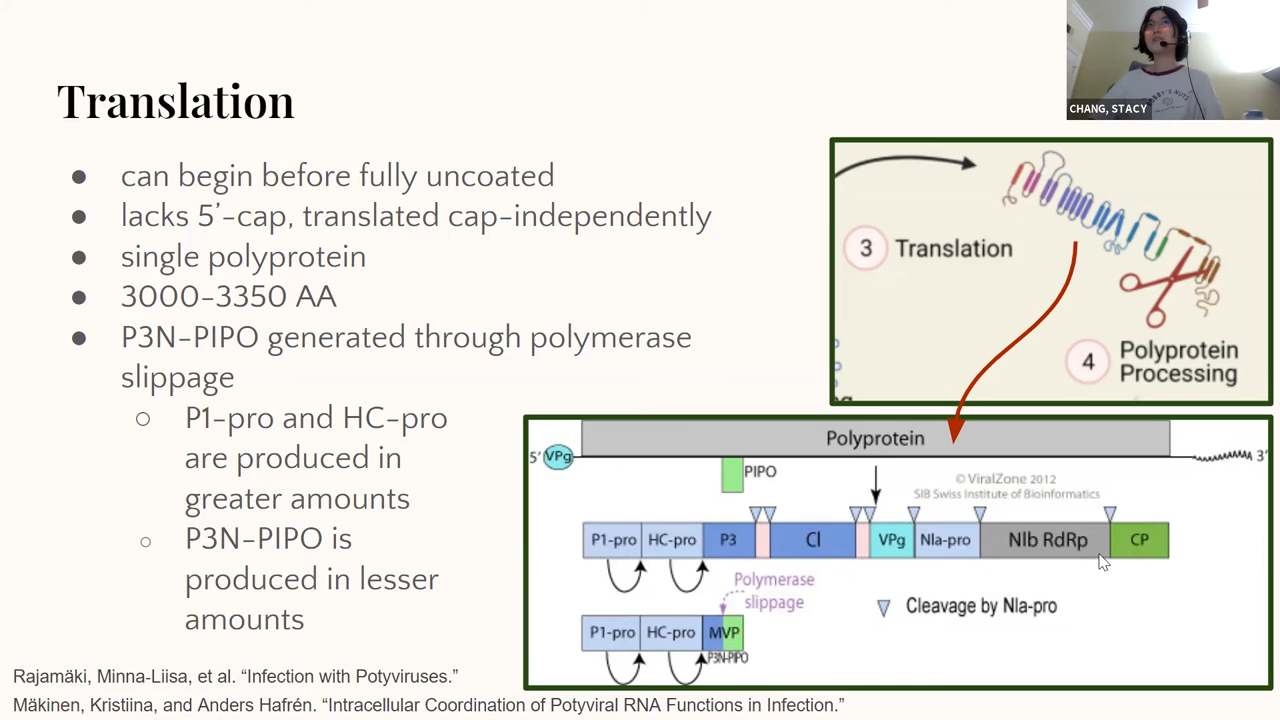 CHANG, STACY
Translation
● can begin before fully uncoated
● lacks 5’-cap, translated cap-independently
● single polyprotein
● 3000-3350 AA
● P3N-PIPO generated through polymerase
slippage
○ P1-pro and HC-pro
are produced in
greater amounts
○ P3N-PIPO is
produced in lesser
amounts
3 Translation
4 Polyprotein
Processing
Polyprotein
5’ VPg 3’
PIPO
© ViralZone 2012
SIB Swiss Institute of Bioinformatics
P1-pro HC-pro P3 CI VPg NIa-pro NIb RdRp CP
Polymerase
slippage
Cleavage by NIa-pro
P1-pro HC-pro MVP
P3N-PIPO
Rajamäki, Minna-Liisa, et al. “Infection with Potyviruses.”
Mäkinen, Kristiina, and Anders Hafrén. “Intracellular Coordination of Potyviral RNA Functions in Infection.”